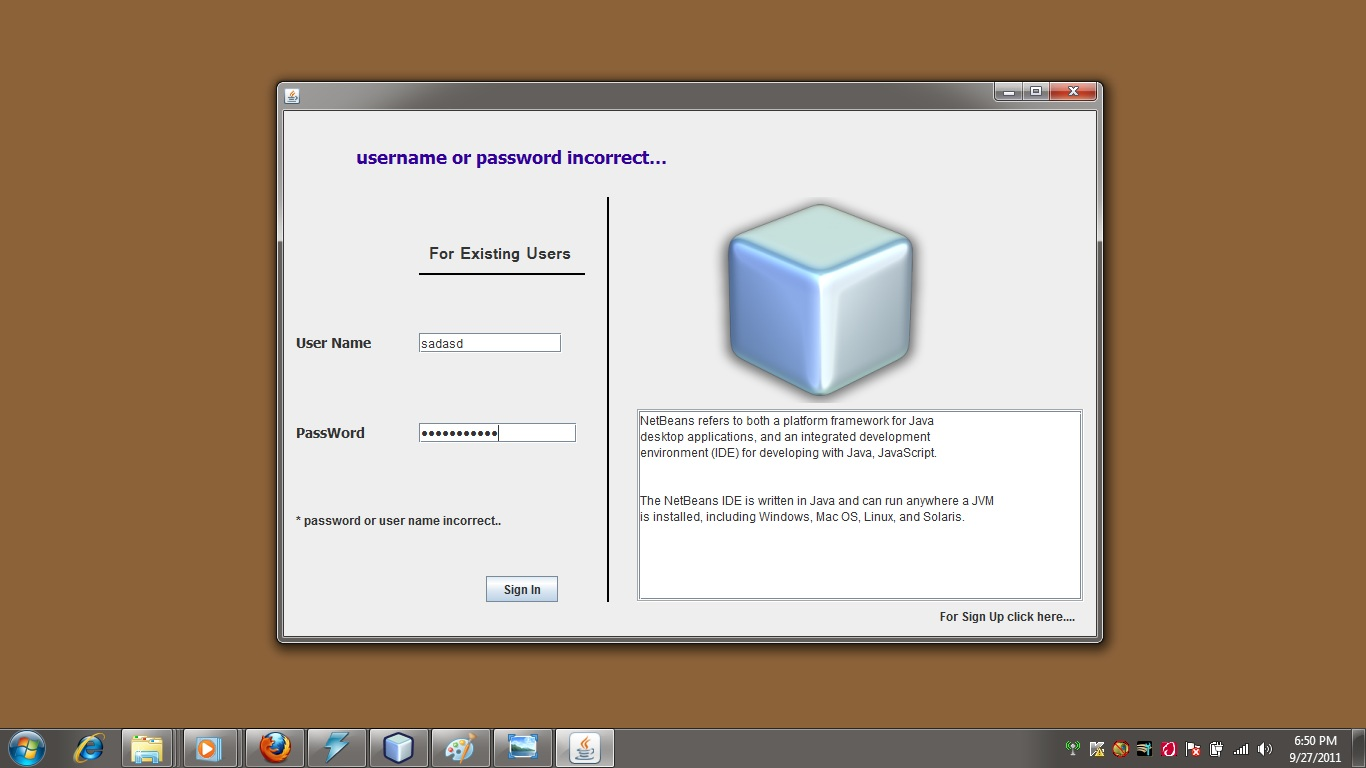 username or password incorrect...
For Existing Users
User Name
sadasd
PassWord
•••••••••••
* password or user name incorrect..
Sign In
NetBeans refers to both a platform framework for Java
desktop applications, and an integrated development
environment (IDE) for developing with Java, JavaScript.
The NetBeans IDE is written in Java and can run anywhere a JVM
is installed, including Windows, Mac OS, Linux, and Solaris.
For Sign Up click here....
6:50 PM
9/27/2011